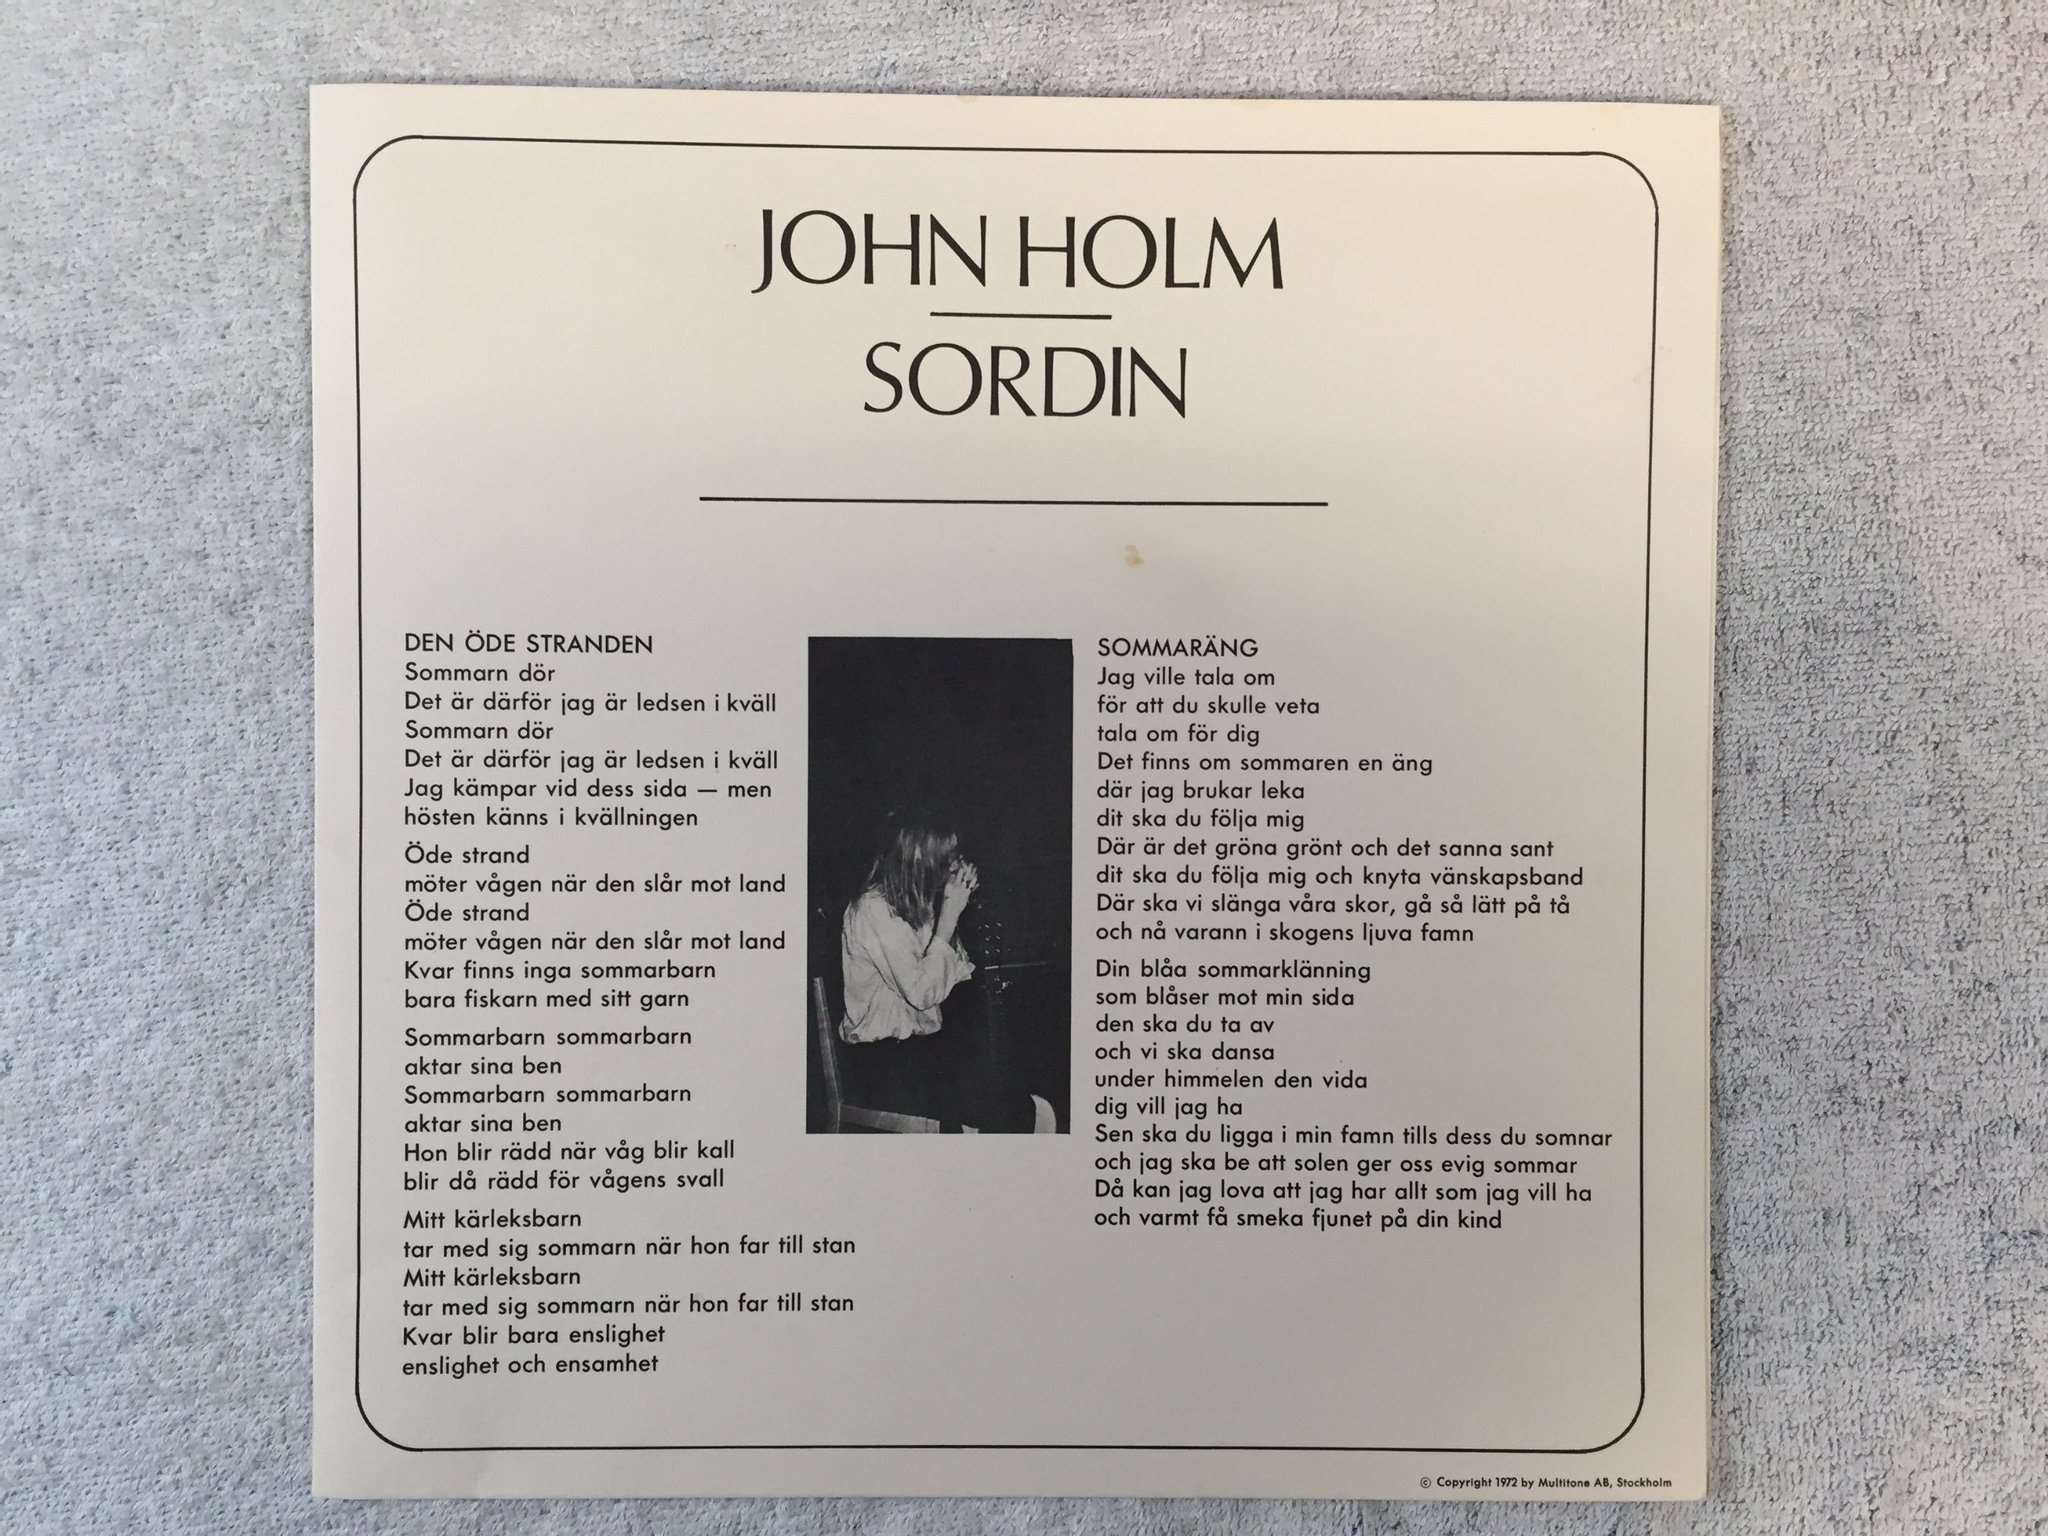 JOHN HOLM
SORDIN
DEN ÖDE STRANDEN
Sommarn dör
Det är därför jag är ledsen i kväll
Sommarn dör
Det är därför jag är ledsen i kväll
Jag kämpar vid dess sida — men
hösten känns i kvällningen
Öde strand
möter vågen när den slår mot land
Öde strand
möter vågen när den slår mot land
Kvar finns inga sommarbarn
bara fiskarn med sitt garn
Sommarbarn sommarbarn
aktar sina ben
Sommarbarn sommarbarn
aktar sina ben
Hon blir rädd när våg blir kall
blir då rädd för vågens svall
Mitt kärleksbarn
tar med sig sommarn när hon far till stan
Mitt kärleksbarn
tar med sig sommarn när hon far till stan
Kvar blir bara enslighet
enslighet och ensamhet
SOMMARÄNG
Jag ville tala om
för att du skulle veta
tala om för dig
Det finns om sommaren en äng
där jag brukar leka
dit ska du följa mig
Där är det gröna grönt och det sanna sant
dit ska du följa mig och knyta vänskapsband
Där ska vi slänga våra skor, gå så lätt på tå
och nå varann i skogens ljuva famn
Din blåa sommarklänning
som blåser mot min sida
den ska du ta av
och vi ska dansa
under himmelen den vida
dig vill jag ha
Sen ska du ligga i min famn tills dess du somnar
och jag ska be att solen ger oss evig sommar
Då kan jag lova att jag har allt som jag vill ha
och varmt få smeka fjunet på din kind
© Copyright 1972 by Multitone AB, Stockholm